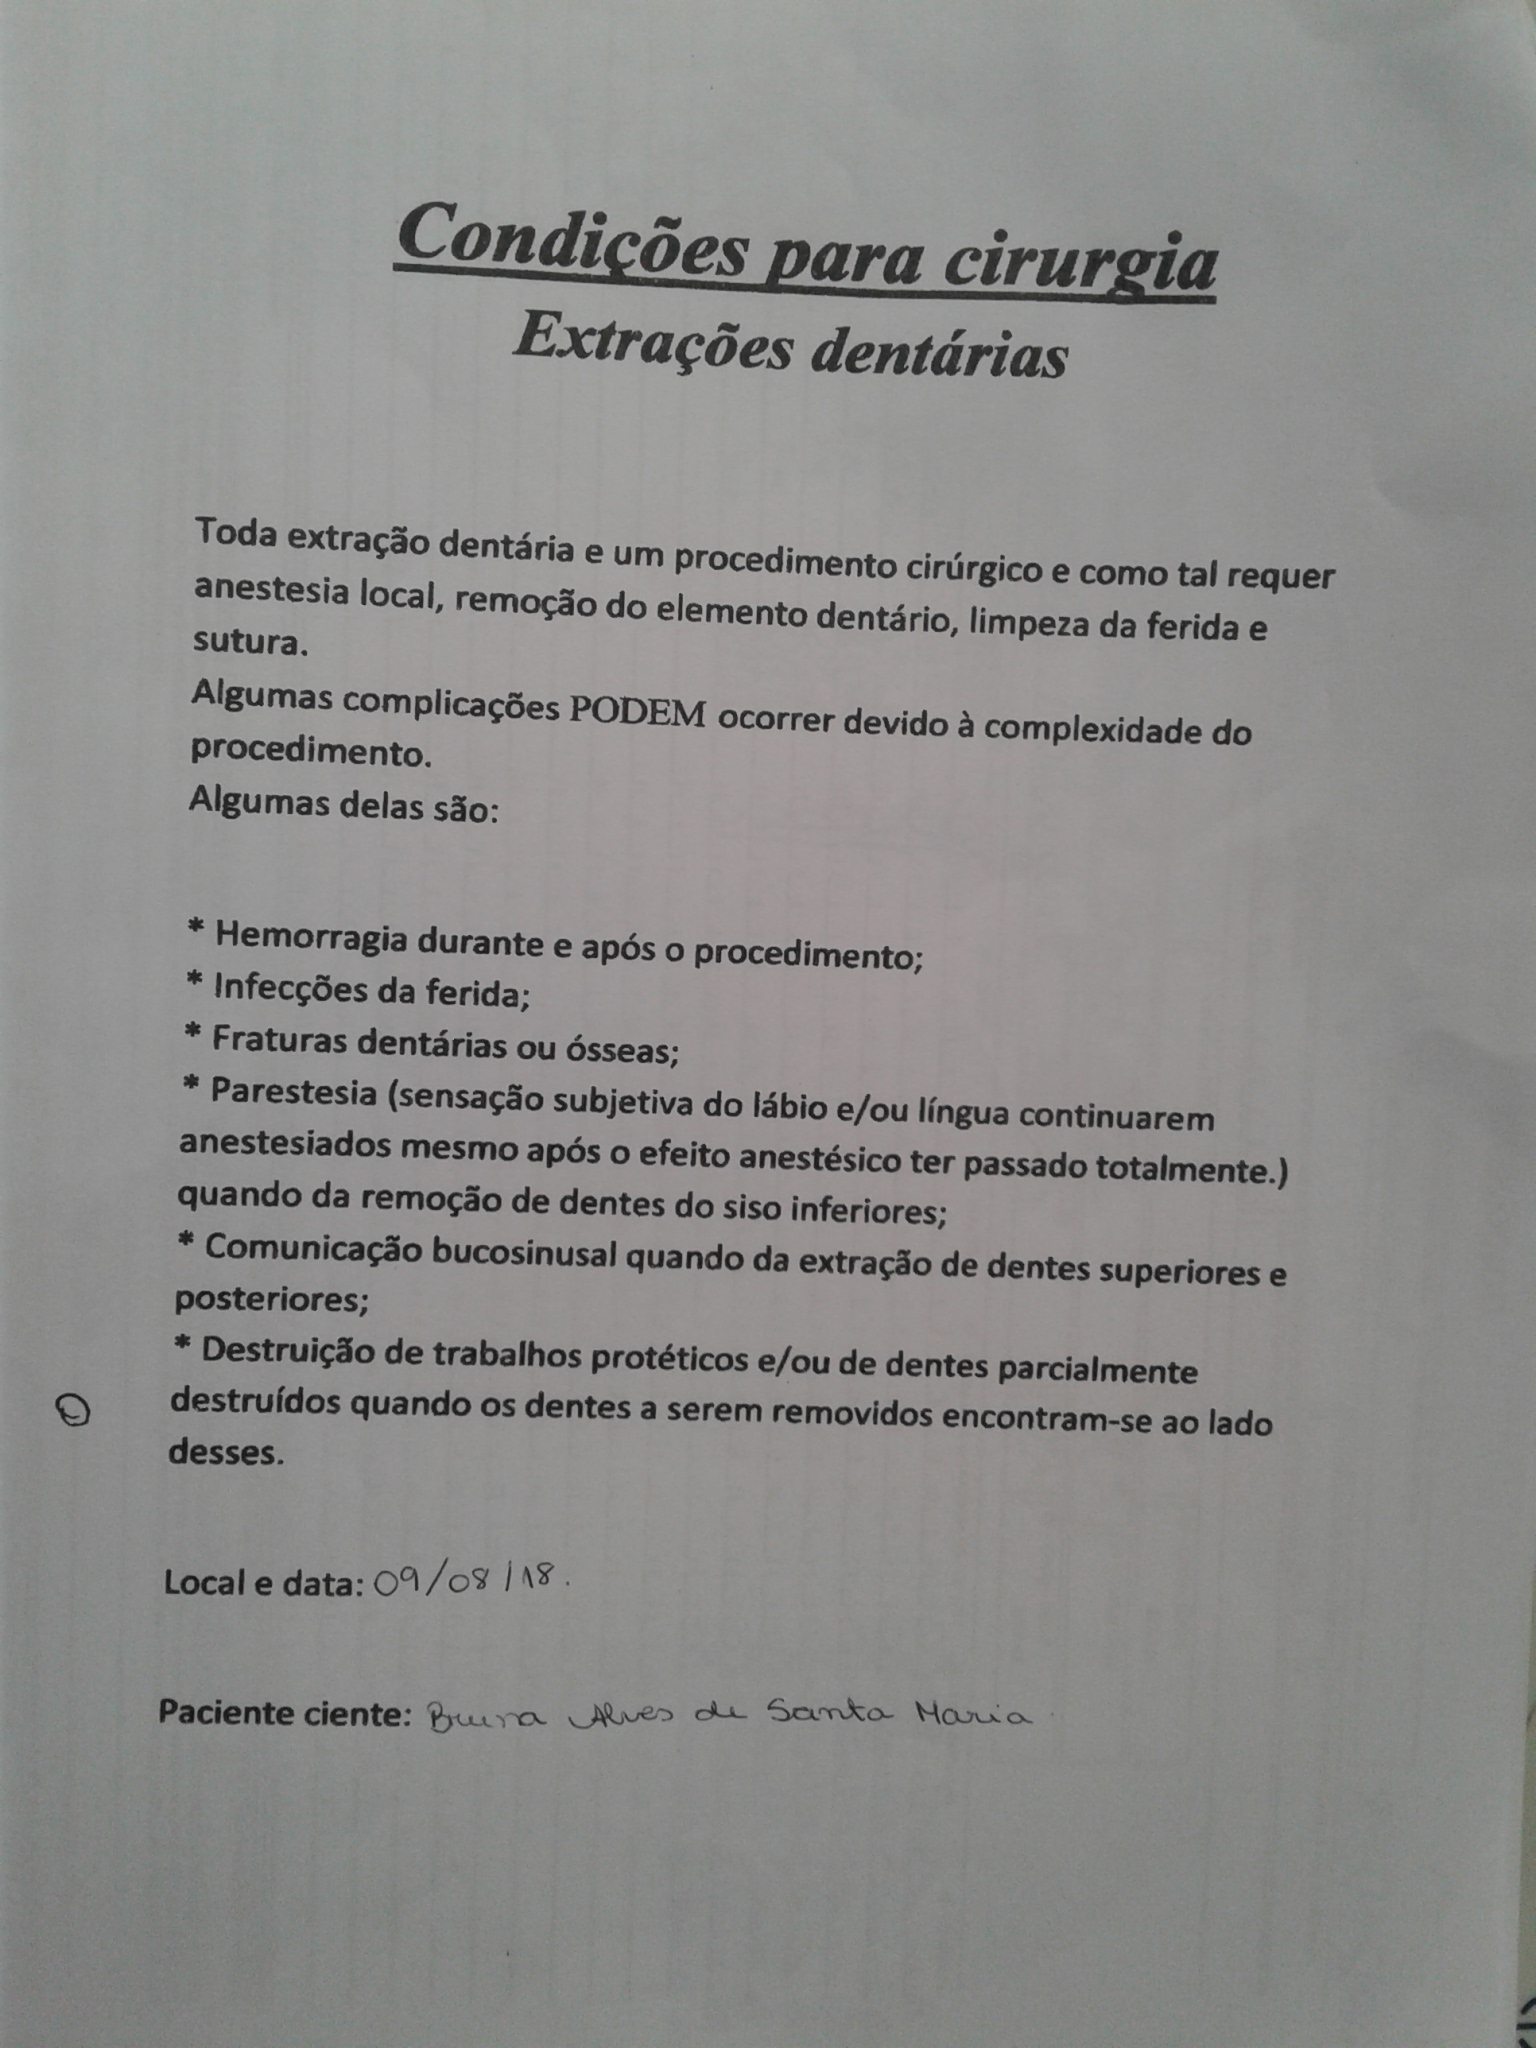 Condições para cirurgia
Extrações dentárias
Toda extração dentária e um procedimento cirúrgico e como tal requer
anestesia local, remoção do elemento dentário, limpeza da ferida e
sutura.
Algumas complicações PODEM ocorrer devido à complexidade do
procedimento.
Algumas delas são:
* Hemorragia durante e após o procedimento;
* Infecções da ferida;
* Fraturas dentárias ou ósseas;
* Parestesia (sensação subjetiva do lábio e/ou língua continuarem
anestesiados mesmo após o efeito anestésico ter passado totalmente.)
quando da remoção de dentes do siso inferiores;
* Comunicação bucosinusal quando da extração de dentes superiores e
posteriores;
* Destruição de trabalhos protéticos e/ou de dentes parcialmente
destruídos quando os dentes a serem removidos encontram-se ao lado
desses.
Local e data: 09/08/18.
Paciente ciente: Bruna Alves de Santa Maria